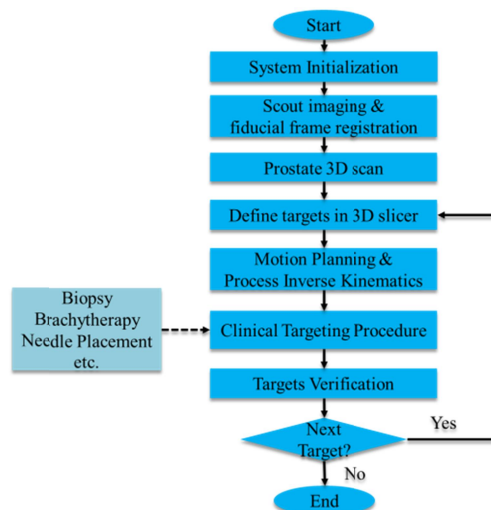 Start
System Initialization
Scout imaging &
fiducial frame registration
Prostate 3D scan
Define targets in 3D slicer
Motion Planning &
Process Inverse Kinematics
Biopsy
Brachytherapy
Needle Placement
etc.
Clinical Targeting Procedure
Targets Verification
Next
Target?
Yes
No
End